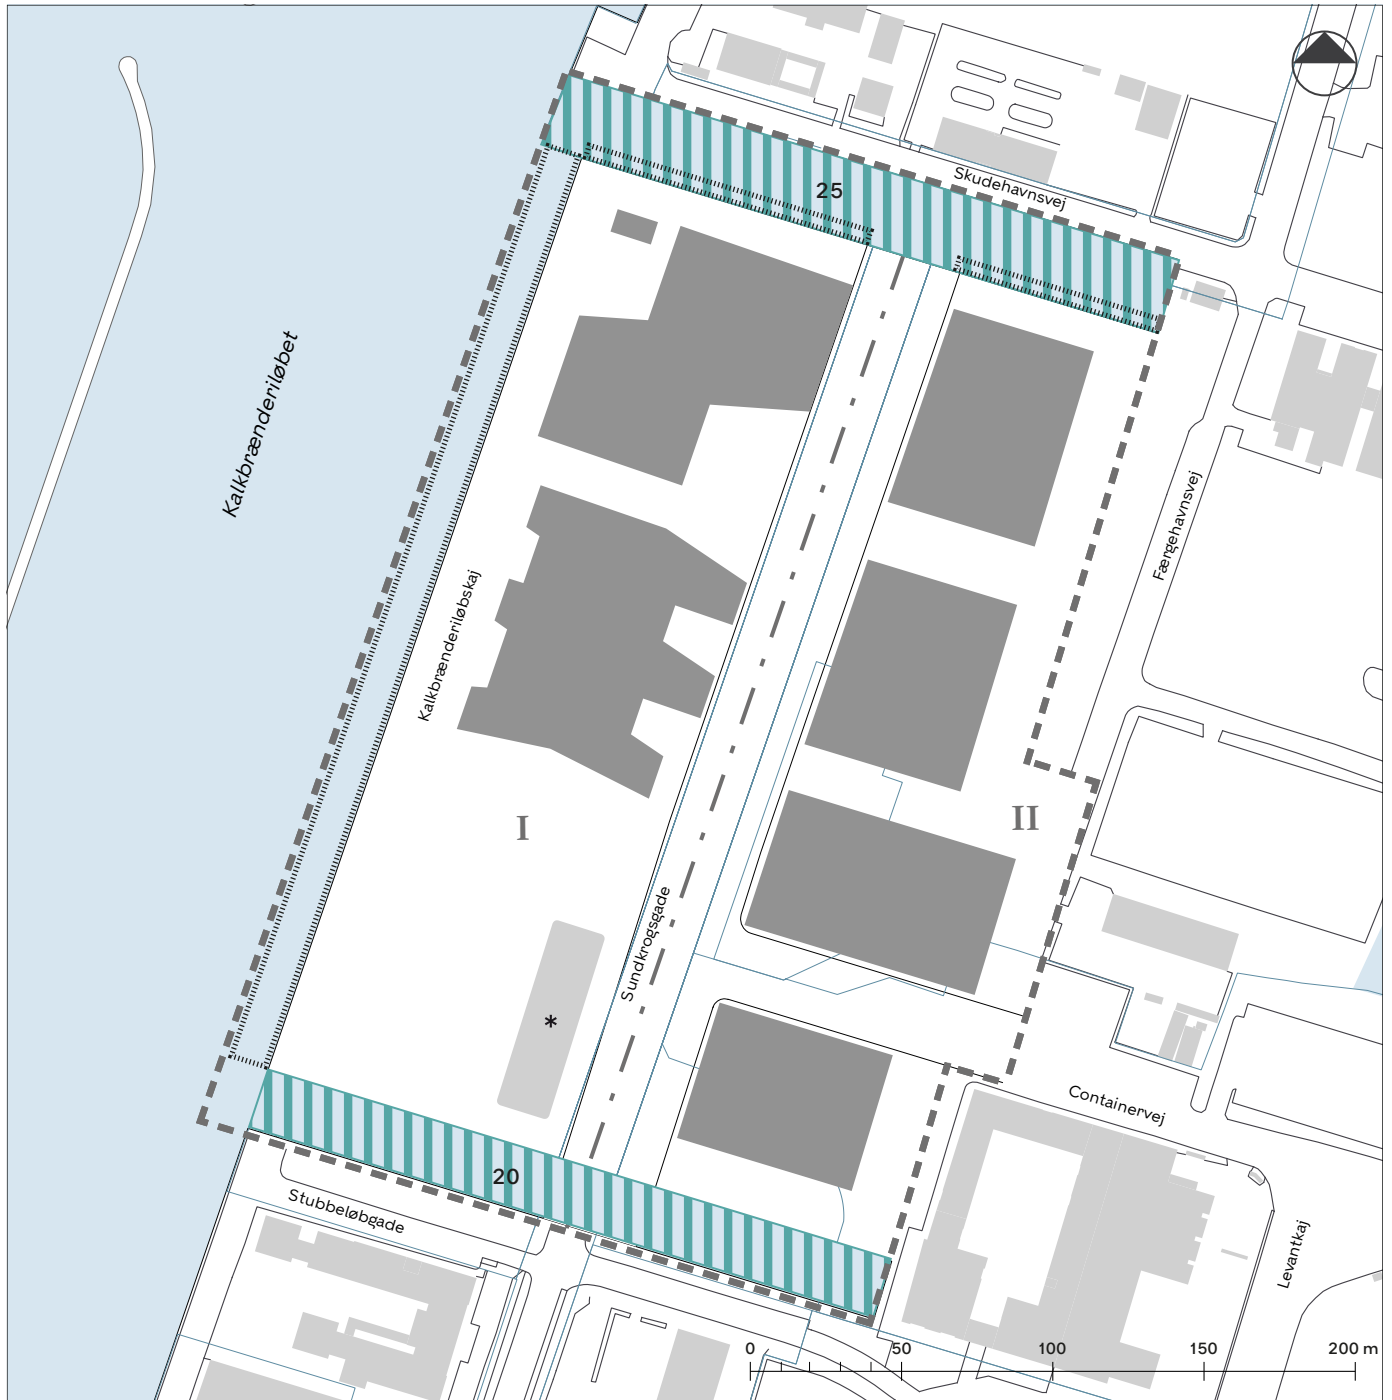 25
Skudehavnsvej
Kalkbrænderiløbet
Færgehavnsvej
Kalkbrænderiløbskaj
I
II
Sundkrogsgade
*
Containervej
20
Stubbeløbgade
Levantkaj
0 50 100 150 200 m